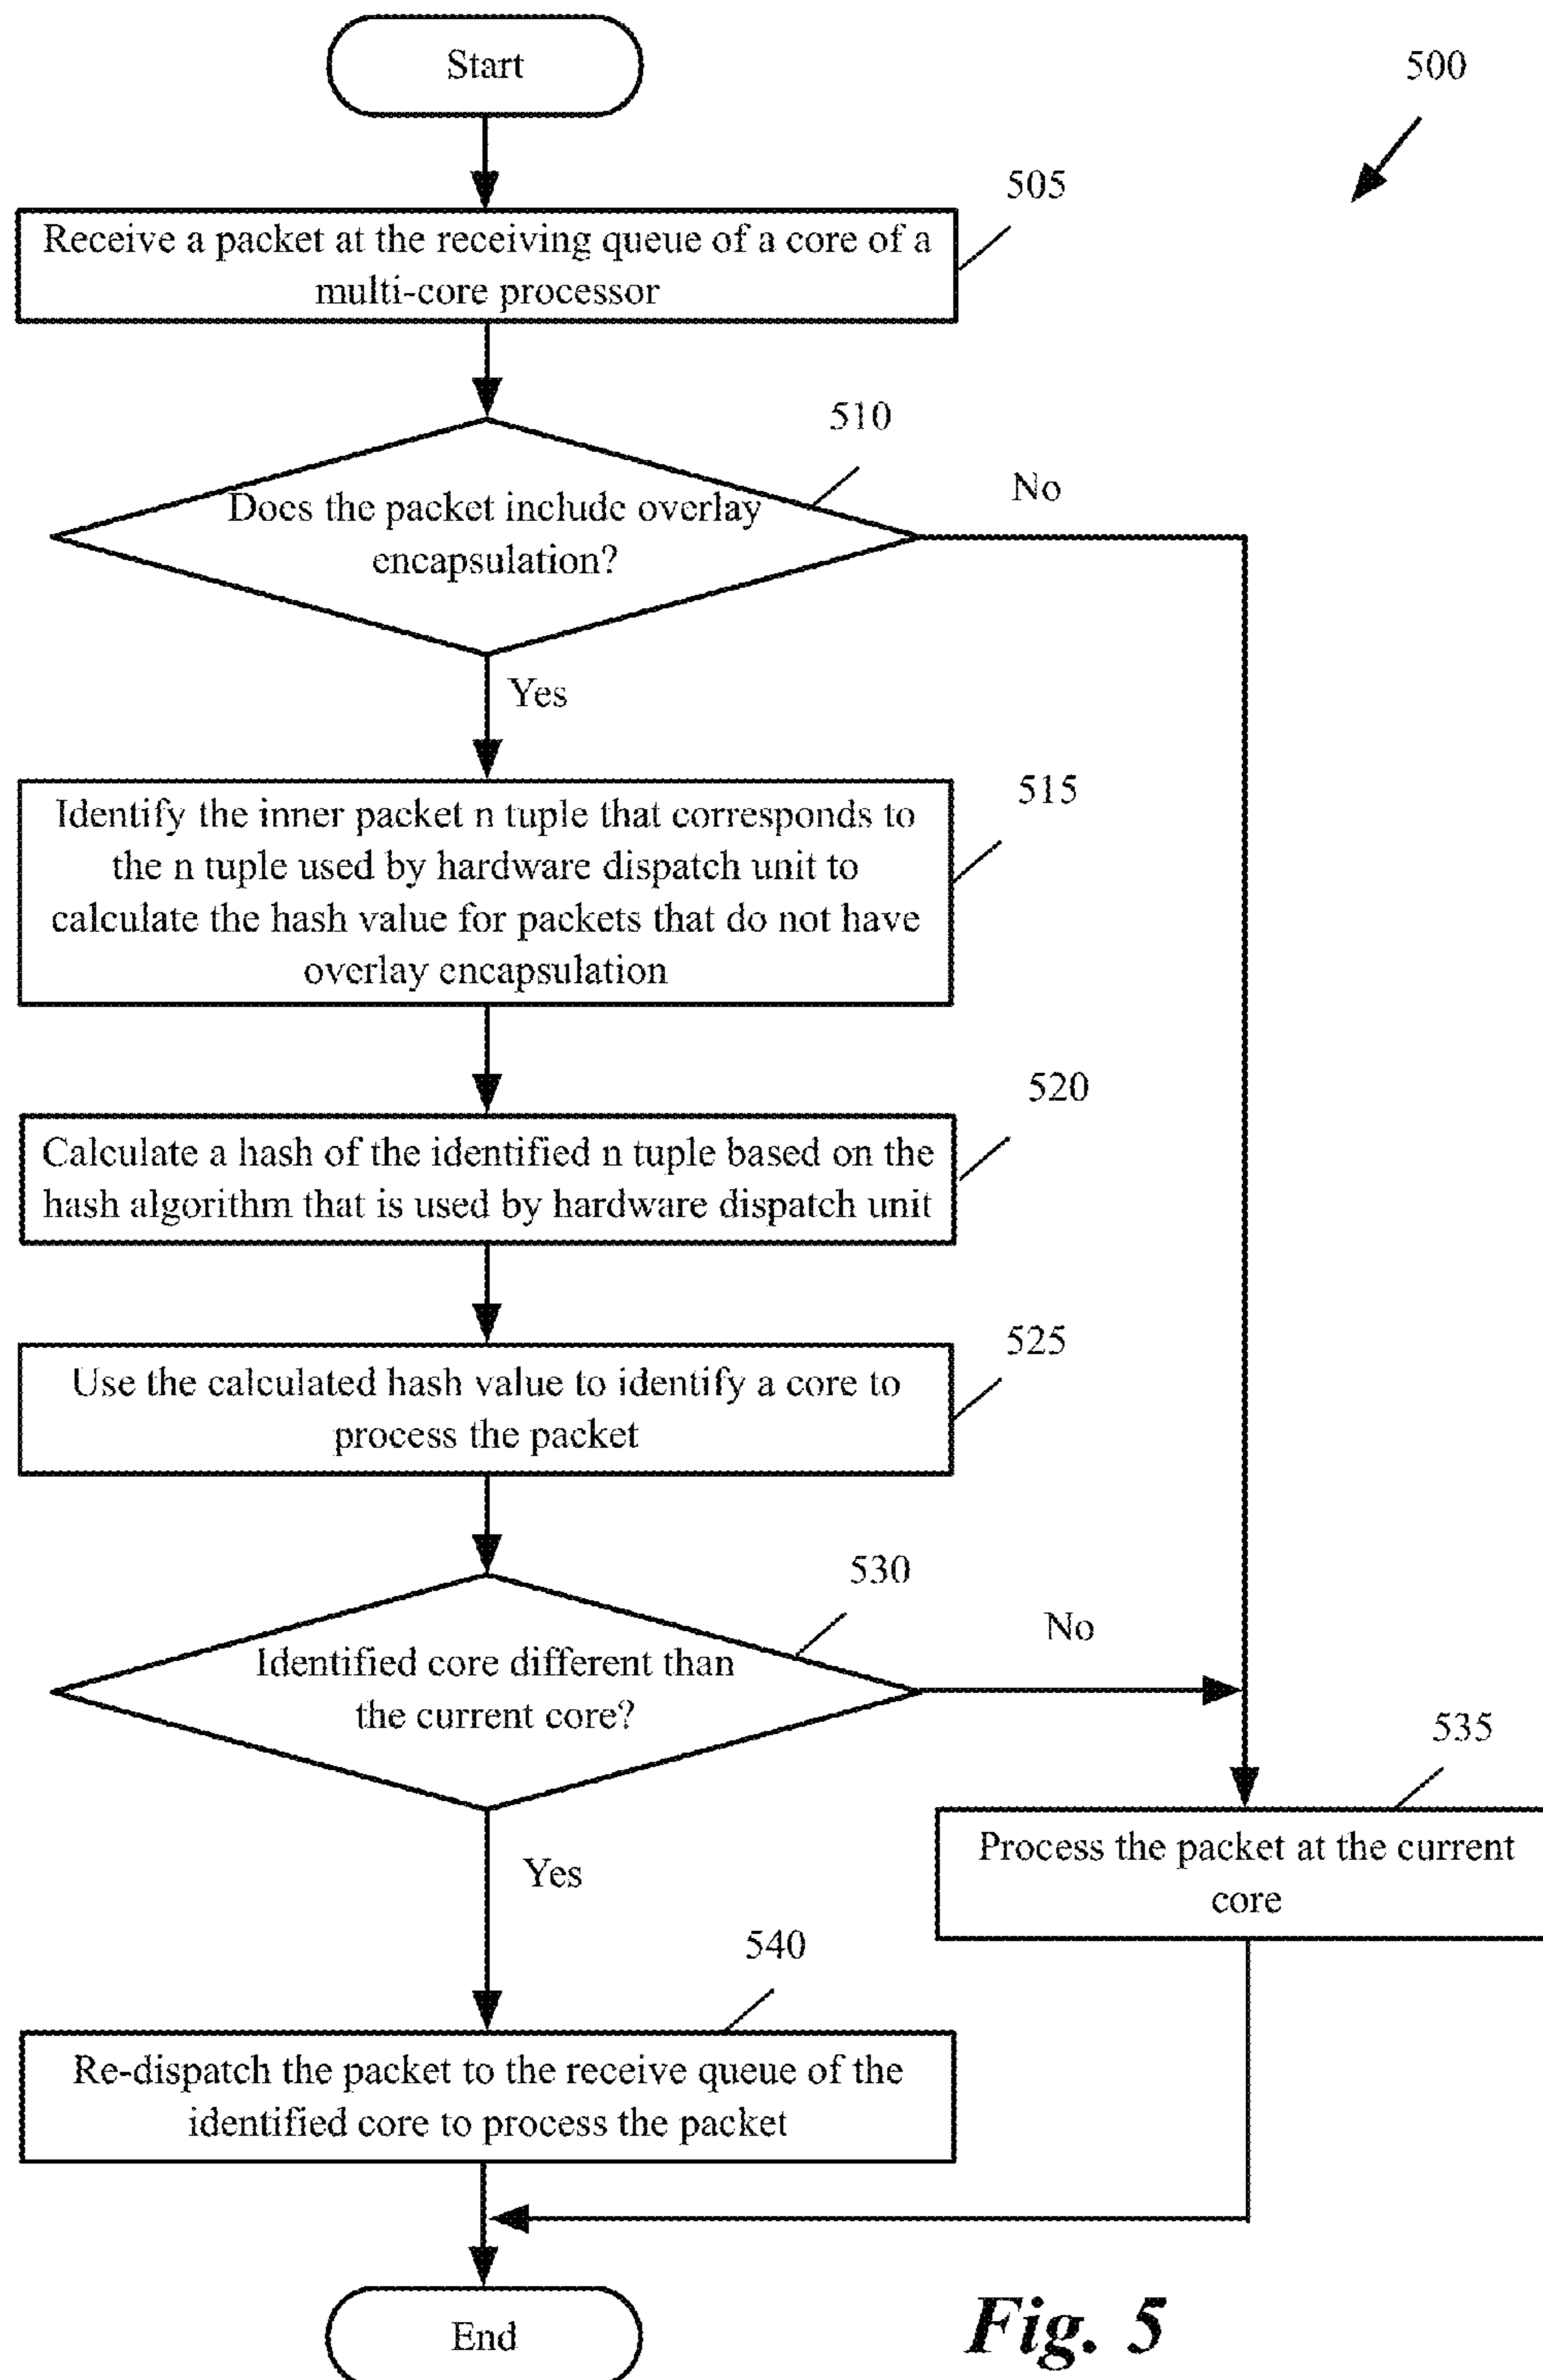 Start
500
505
Receive a packet at the receiving queue of a core of a
multi-core processor
510
Does the packet include overlay
encapsulation?
No
Yes
515
Identify the inner packet n tuple that corresponds to
the n tuple used by hardware dispatch unit to
calculate the hash value for packets that do not have
overlay encapsulation
520
Calculate a hash of the identified n tuple based on the
hash algorithm that is used by hardware dispatch unit
525
Use the calculated hash value to identify a core to
process the packet
530
Identified core different than
the current core?
No
Yes
535
Process the packet at the current
core
540
Re-dispatch the packet to the receive queue of the
identified core to process the packet
End
Fig. 5